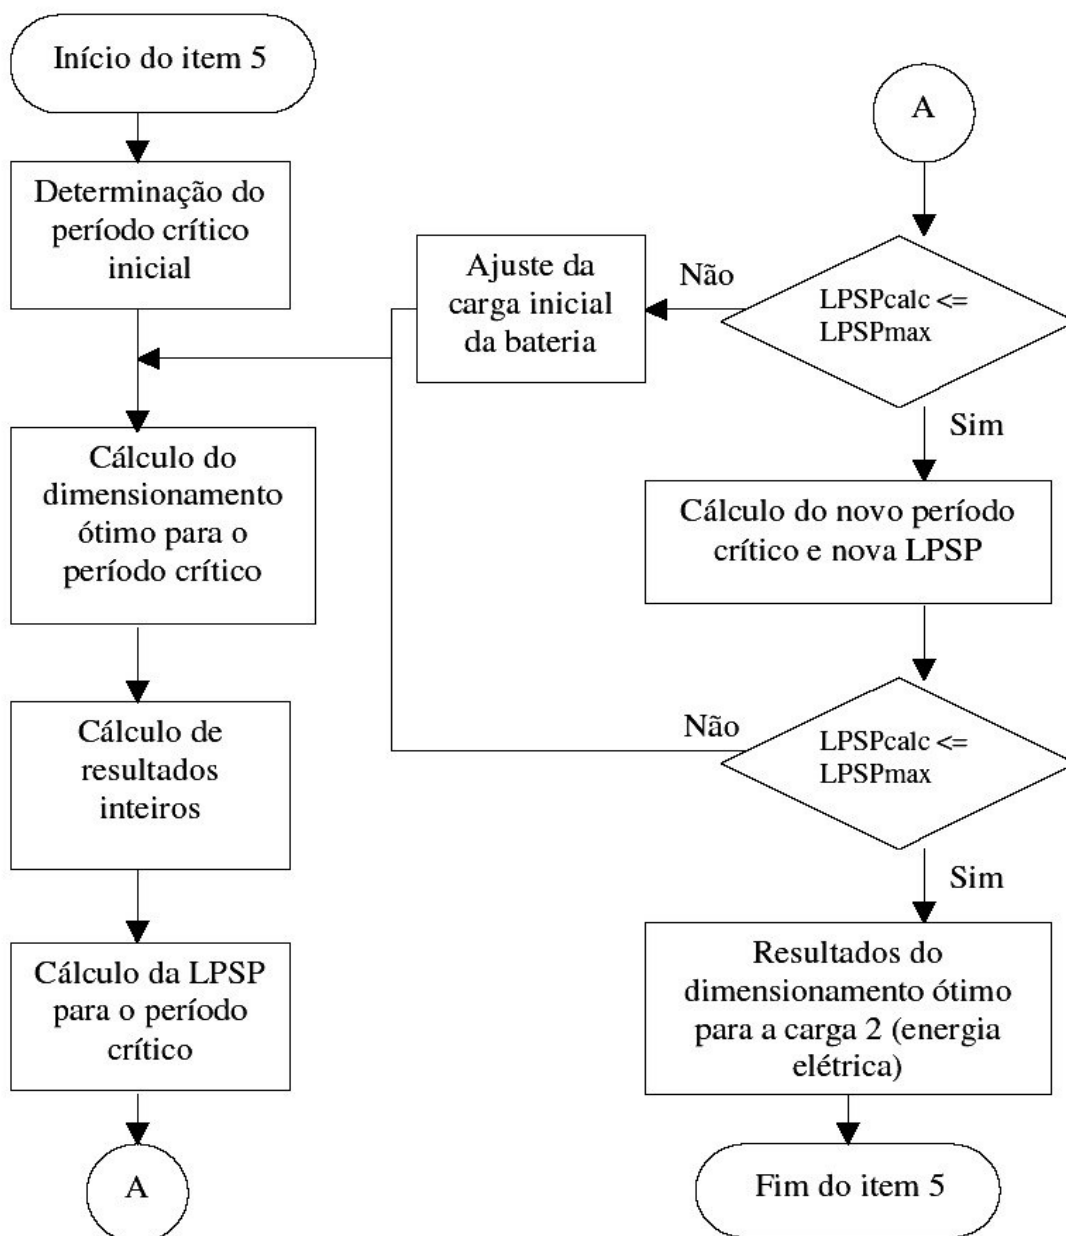 Início do item 5
Determinação do
período crítico
inicial
Cálculo do
dimensionamento
ótimo para o
período crítico
Cálculo de
resultados
inteiros
Cálculo da LPSP
para o período
crítico
A
A
LPSPcalc <=
LPSPmax
Não
Ajuste da
carga inicial
da bateria
Sim
Cálculo do novo período
crítico e nova LPSP
LPSPcalc <=
LPSPmax
Não
Sim
Resultados do
dimensionamento ótimo
para a carga 2 (energia
elétrica)
Fim do item 5